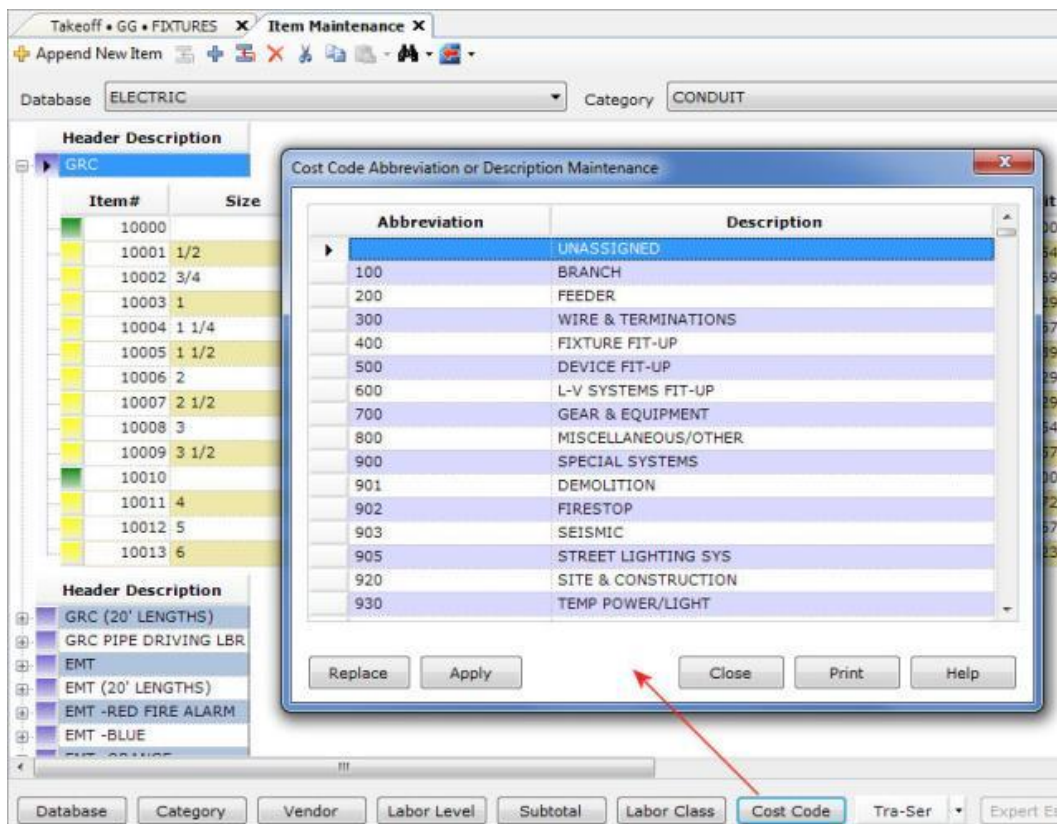 Takeoff • GG • FIXTURES X Item Maintenance X
Append New Item
Database ELECTRIC Category CONDUIT
Header Description
GRC
Item# Size
10000
10001 1/2
10002 3/4
10003 1
10004 1 1/4
10005 1 1/2
10006 2
10007 2 1/2
10008 3
10009 3 1/2
10010
10011 4
10012 5
10013 6
Header Description
GRC (20' LENGTHS)
GRC PIPE DRIVING LBR
EMT
EMT (20' LENGTHS)
EMT -RED FIRE ALARM
EMT -BLUE
Cost Code Abbreviation or Description Maintenance
Abbreviation Description
UNASSIGNED
100 BRANCH
200 FEEDER
300 WIRE & TERMINATIONS
400 FIXTURE FIT-UP
500 DEVICE FIT-UP
600 L-V SYSTEMS FIT-UP
700 GEAR & EQUIPMENT
800 MISCELLANEOUS/OTHER
900 SPECIAL SYSTEMS
901 DEMOLITION
902 FIRESTOP
903 SEISMIC
905 STREET LIGHTING SYS
920 SITE & CONSTRUCTION
930 TEMP POWER/LIGHT
Replace Apply Close Print Help
Database Category Vendor Labor Level Subtotal Labor Class Cost Code Tra-Ser Expert